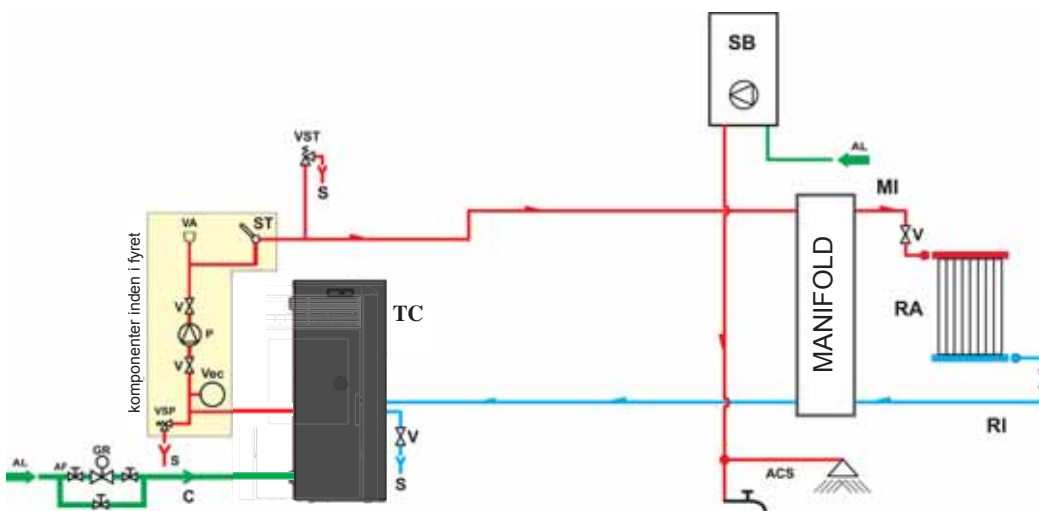 SB
AL
VST
S
MI
V
VA
ST
komponenter inden i fyret
V
P
V
Vec
VSP
S
TC
MANIFOLD
RA
RI
V
S
AL
AF
GR
C
ACS